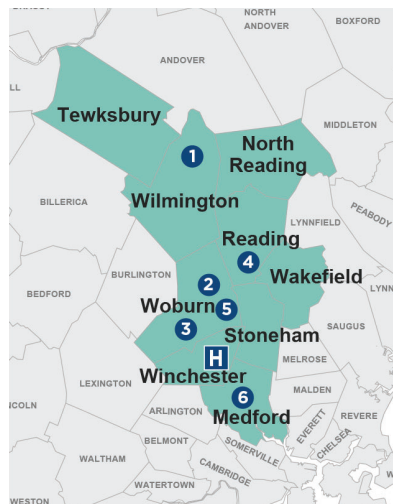 BOXFORD
NORTH
ANDOVER
ANDOVER
Tewksbury
MIDDLETON
North
Reading
1
BILLERICA
Wilmington
PEABODY
LYNNFIELD
Reading
4
BURLINGTON
Wakefield
LYNN
BEDFORD
2
Woburn
5
3
SAUGUS
Stoneham
H
MELROSE
Winchester
LEXINGTON
MALDEN
6
ARLINGTON
Medford
REVERE
EVERETT
CHELSEA
NCOLN
BELMONT
SOMERVILLE
WALTHAM
CAMBRIDGE
WATERTOWN
WESTON